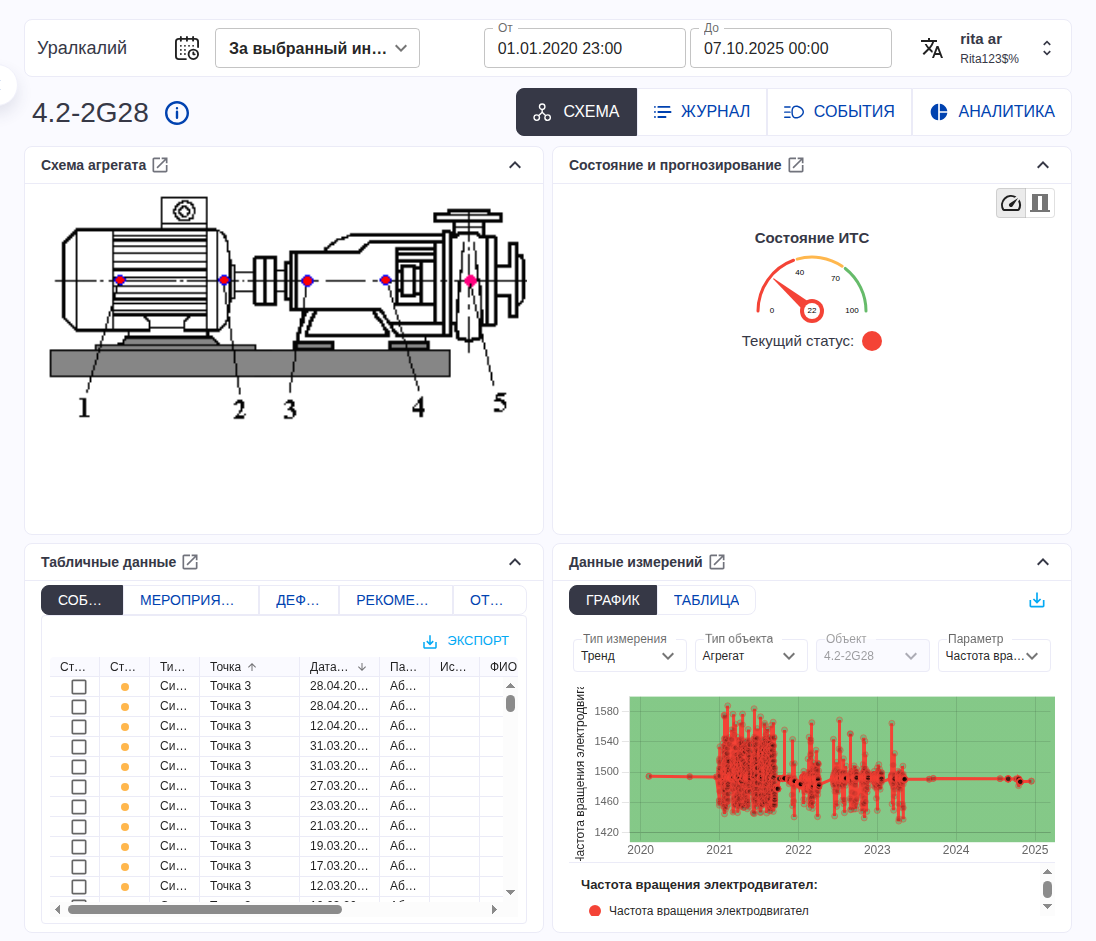 Уралкалий
За выбранный ин...
От
01.01.2020 23:00
До
07.10.2025 00:00
rita ar
Rita123$%
4.2-2G28
СХЕМА
ЖУРНАЛ
СОБЫТИЯ
АНАЛИТИКА
Схема агрегата
1
2
3
4
5
Состояние и прогнозирование
Состояние ИТС
0
40
70
100
22
Текущий статус:
Табличные данные
СОБ...
МЕРОПРИЯ...
ДЕФ...
РЕКОМЕ...
ОТ...
ЭКСПОРТ
Ст... Ст... Ти... Точка Дата... Па... Ис... ФИО
Си... Точка 3 28.04.20... Аб...
Си... Точка 3 28.04.20... Аб...
Си... Точка 3 12.04.20... Аб...
Си... Точка 3 31.03.20... Аб...
Си... Точка 3 31.03.20... Аб...
Си... Точка 3 27.03.20... Аб...
Си... Точка 3 23.03.20... Аб...
Си... Точка 3 21.03.20... Аб...
Си... Точка 3 19.03.20... Аб...
Си... Точка 3 17.03.20... Аб...
Си... Точка 3 12.03.20... Аб...
Данные измерений
ГРАФИК
ТАБЛИЦА
Тип измерения
Тренд
Тип объекта
Агрегат
Объект
4.2-2G28
Параметр
Частота вра...
Частота вращения электродвиг
1580
1540
1500
1460
1420
2020 2021 2022 2023 2024 2025
Частота вращения электродвигател:
Частота вращения электродвигател